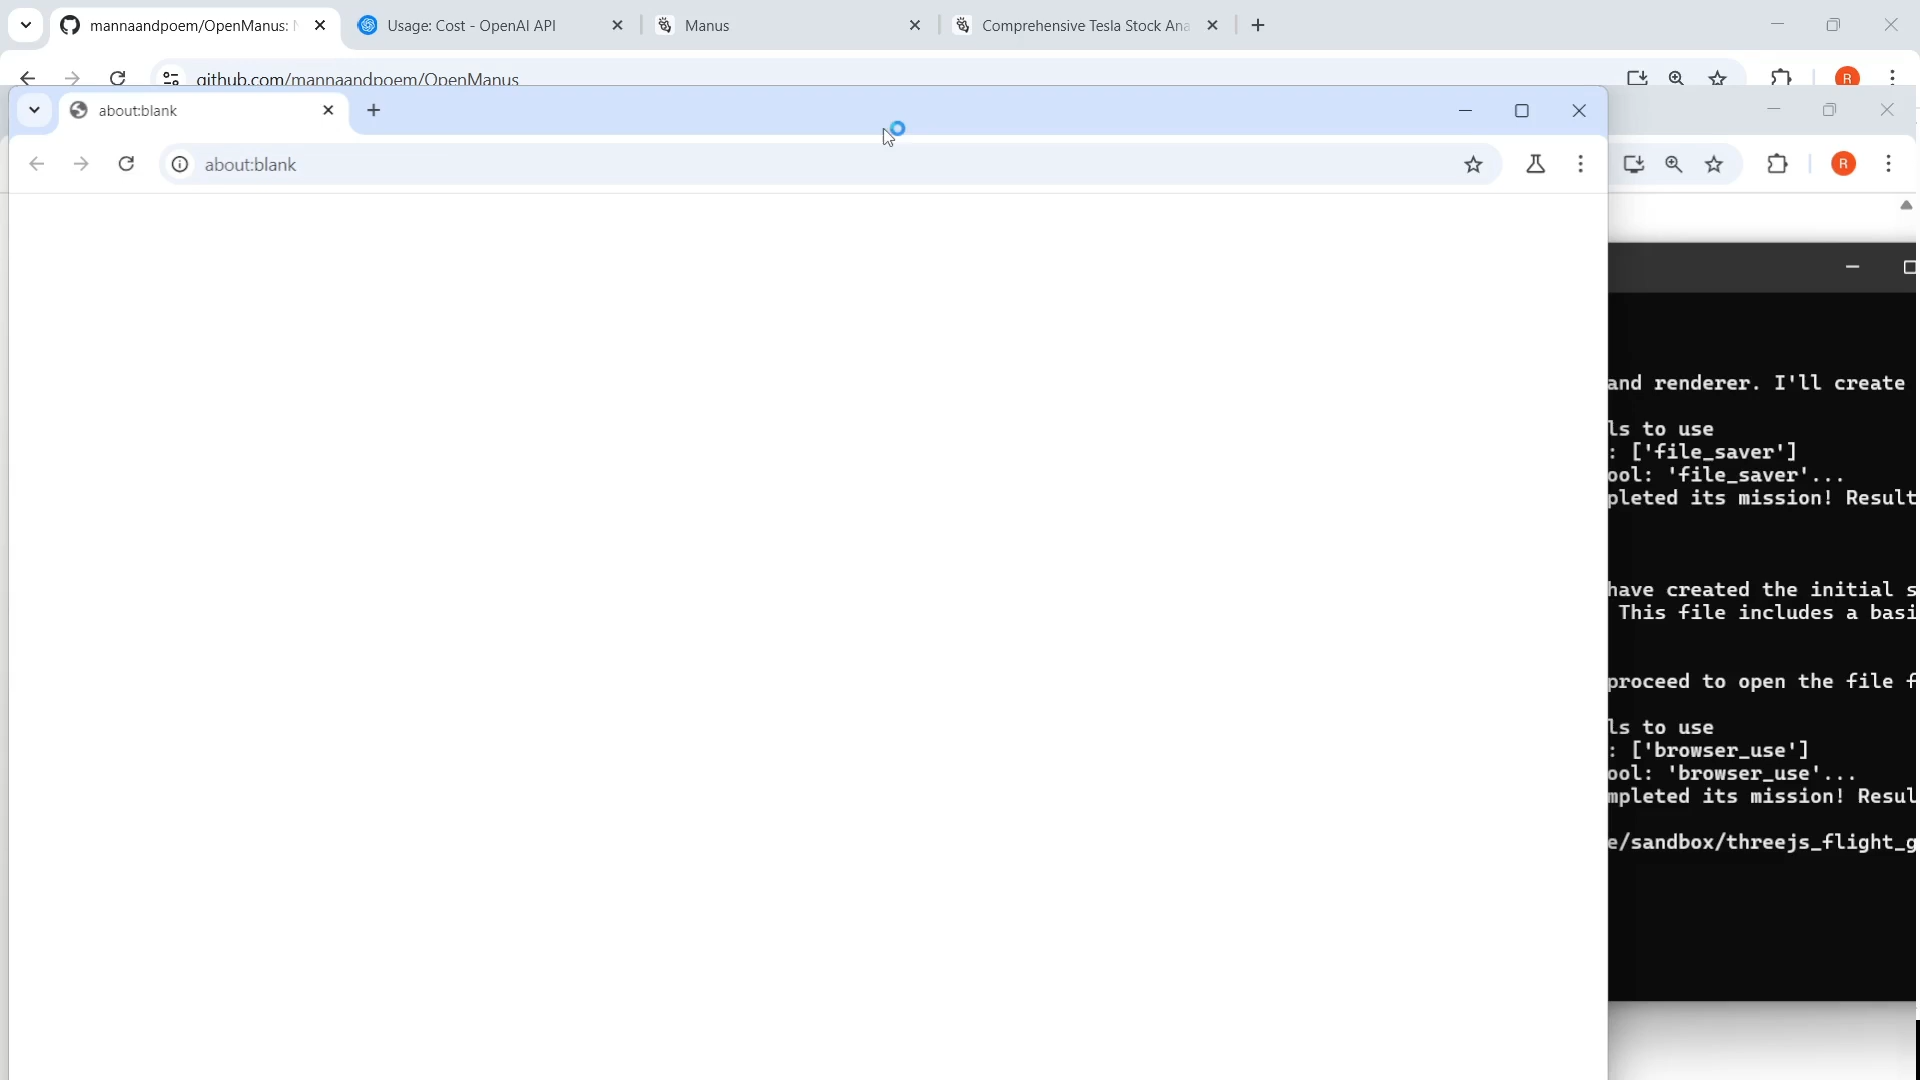 mannaandpoem/OpenManus:
Usage: Cost - OpenAI API
Manus
Comprehensive Tesla Stock Ana
github.com/mannaandpoem/OpenManus
R
about:blank
about:blank
R
and renderer. I'll create
ls to use
: ['file_saver']
ool: 'file_saver'...
pleted its mission! Result
have created the initial s
This file includes a basi
proceed to open the file f
ls to use
: ['browser_use']
ool: 'browser_use'...
mpleted its mission! Resul
e/sandbox/threejs_flight_g